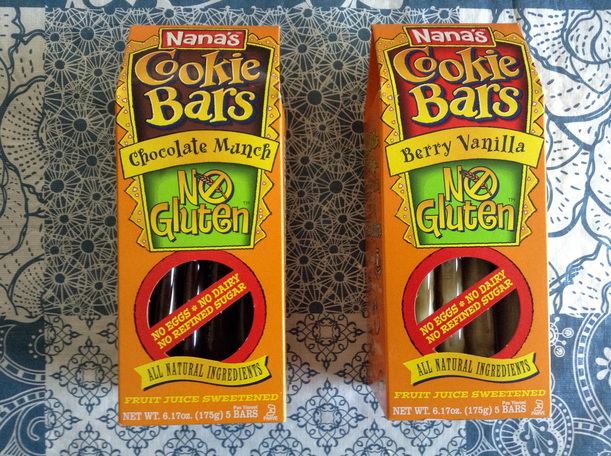 Nana's
Cookie
Bars
Chocolate Munch
No
Gluten™
NO EGGS * NO DAIRY
NO REFINED SUGAR
ALL NATURAL INGREDIENTS
FRUIT JUICE SWEETENED
NET WT. 6.17oz. (175g) 5 BARS
Nana's
Cookie
Bars
Berry Vanilla
No
Gluten™
NO EGGS * NO DAIRY
NO REFINED SUGAR
ALL NATURAL INGREDIENTS
FRUIT JUICE SWEETENED
NET WT. 6.17oz. (175g) 5 BARS